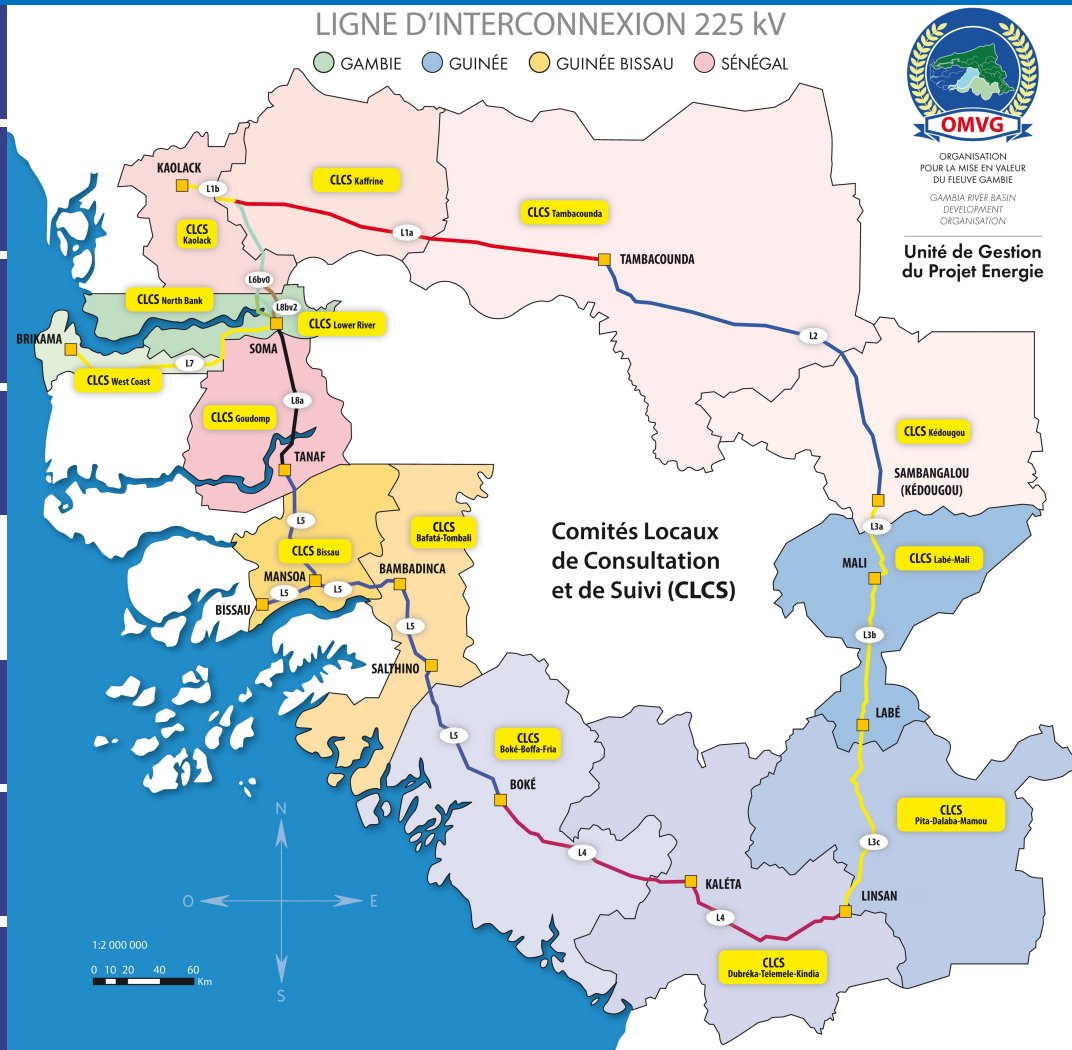 LIGNE D'INTERCONNEXION 225 kV
GAMBIE
GUINÉE
GUINÉE BISSAU
SÉNÉGAL
OMVG
ORGANISATION
POUR LA MISE EN VALEUR
DU FLEUVE GAMBIE
GAMBIA RIVER BASIN
DEVELOPMENT
ORGANISATION
Unité de Gestion
du Projet Energie
KAOLACK
L1b
CLCS Kaffrine
CLCS
Kaolack
L1a
CLCS Tambacounda
TAMBACOUNDA
L6bv0
CLCS North Bank
L8bv2
CLCS Lower River
BRIKAMA
SOMA
L7
CLCS West Coast
L2
L8a
CLCS Goudomp
CLCS Kédougou
TANAF
SAMBANGALOU
(KÉDOUGOU)
L5
CLCS
Bafatá-Tombali
L3a
Comités Locaux
de Consultation
et de Suivi (CLCS)
CLCS Bissau
CLCS Labé-Mali
MALI
MANSOA
BAMBADINCA
L5
L5
BISSAU
L5
L3b
SALTHINO
LABÉ
L5
CLCS
Boké-Boffa-Fria
BOKÉ
CLCS
Pita-Dalaba-Mamou
L3c
L4
KALÉTA
LINSAN
L4
CLCS
Dubréka-Telemele-Kindia
N
O
E
S
1:2 000 000
0 10 20 40 60
Km